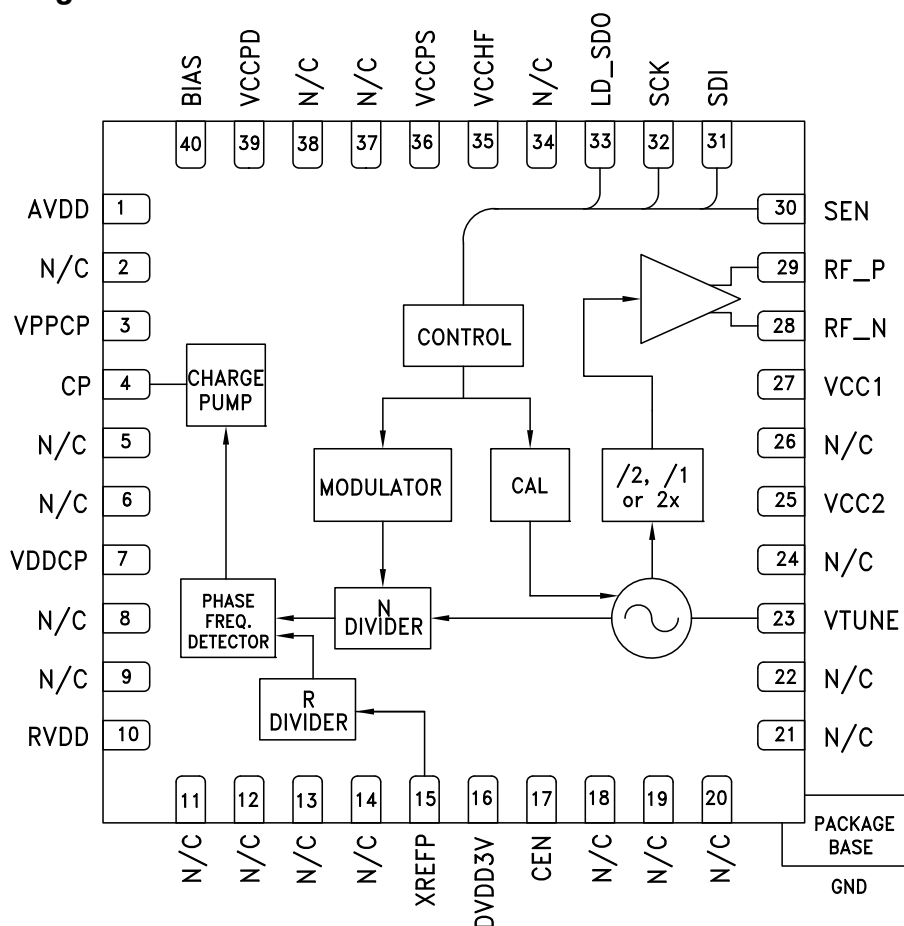 BIAS
VCCPD
N/C
N/C
VCCPS
VCCHF
N/C
LD_SDO
SCK
SDI
40
39
38
37
36
35
34
33
32
31
AVDD
1
N/C
2
VPPCP
3
CP
4
N/C
5
N/C
6
VDDCP
7
N/C
8
N/C
9
RVDD
10
30
SEN
29
RF_P
28
RF_N
27
VCC1
26
N/C
25
VCC2
24
N/C
23
VTUNE
22
N/C
21
N/C
CONTROL
CHARGE
PUMP
MODULATOR
CAL
/2, /1
or 2x
PHASE
FREQ.
DETECTOR
N
DIVIDER
R
DIVIDER
11
12
13
14
15
16
17
18
19
20
N/C
N/C
N/C
N/C
XREFP
DVDD3V
CEN
N/C
N/C
N/C
PACKAGE
BASE
GND